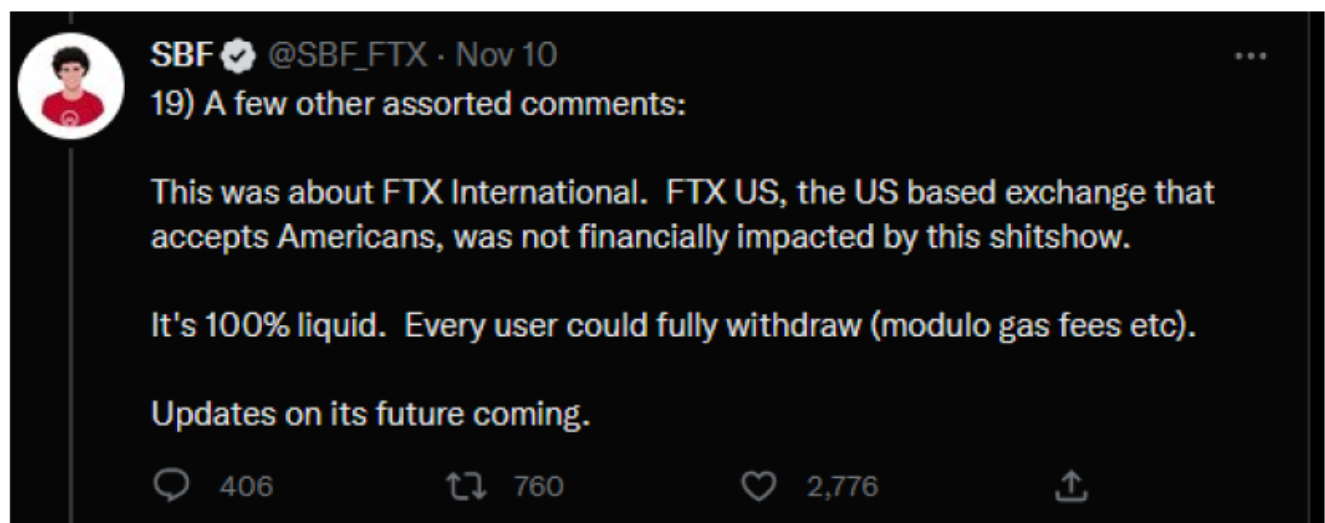 SBF @SBF_FTX · Nov 10
19) A few other assorted comments:
This was about FTX International.  FTX US, the US based exchange that
accepts Americans, was not financially impacted by this shitshow.
It's 100% liquid.  Every user could fully withdraw (modulo gas fees etc).
Updates on its future coming.
406 760 2,776